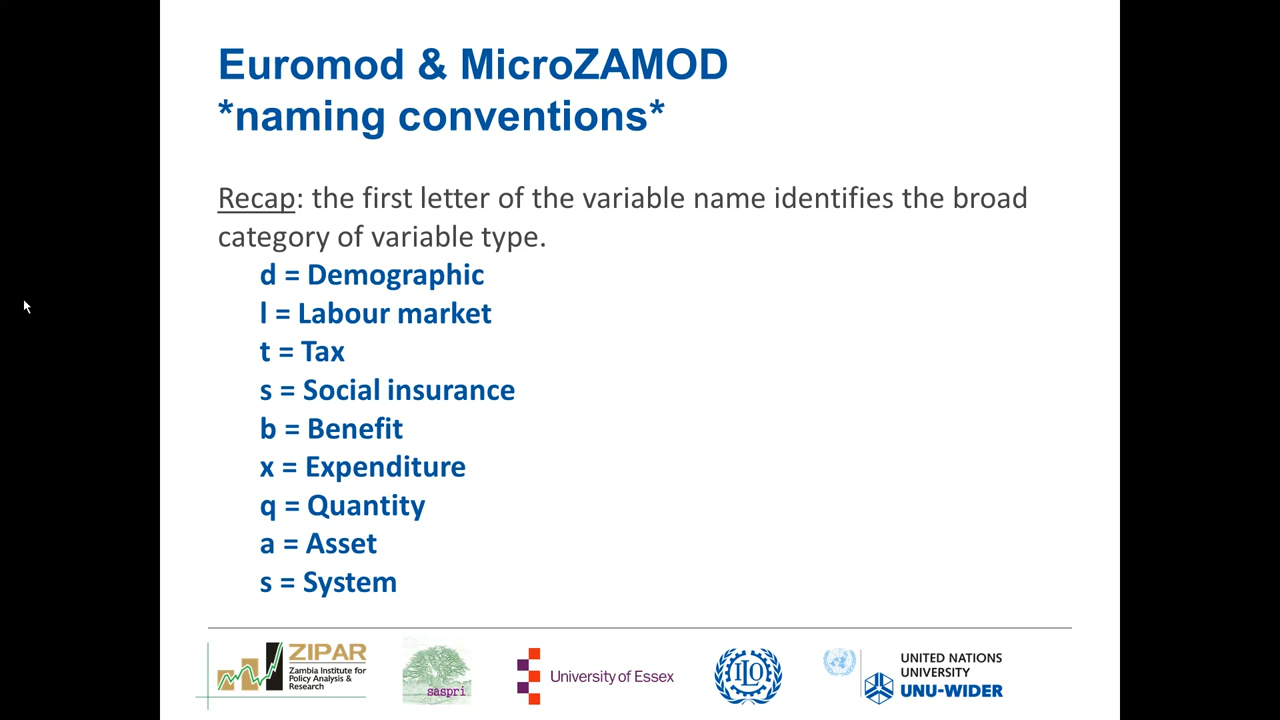 Euromod & MicroZAMOD
*naming conventions*
Recap: the first letter of the variable name identifies the broad
category of variable type.
d = Demographic
l = Labour market
t = Tax
s = Social insurance
b = Benefit
x = Expenditure
q = Quantity
a = Asset
s = System
ZIPAR
Zambia Institute for
Policy Analysis &
Research
saspri
University of Essex
ILO
UNITED NATIONS
UNIVERSITY
UNU-WIDER